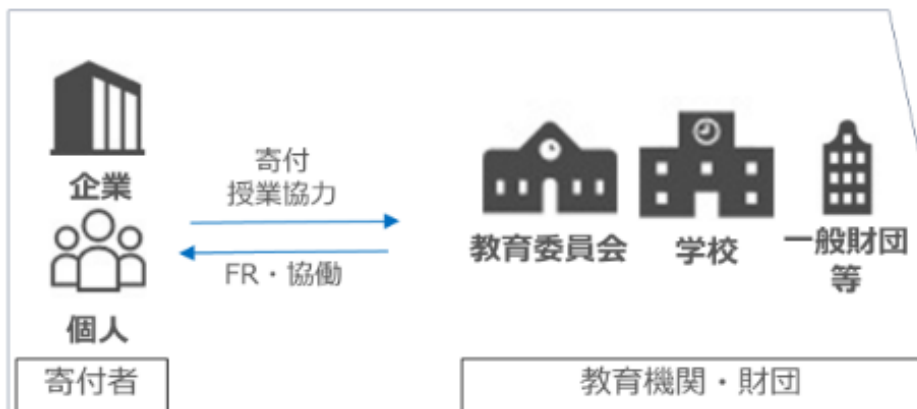 企業
個人
寄付者
寄付
授業協力
FR・協働
教育委員会
学校
一般財団
等
教育機関・財団